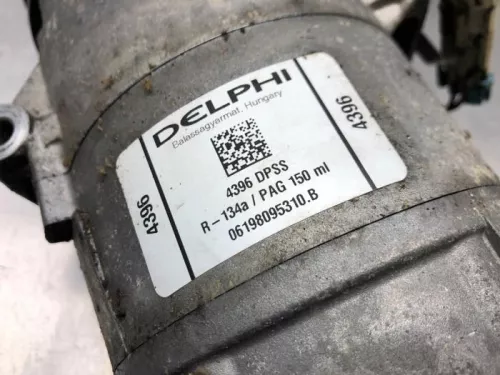 DELPHI
Balassagyarmat, Hungary
4396 DPSS
R-134a / PAG 150 ml
06198095310.B
4396
4396